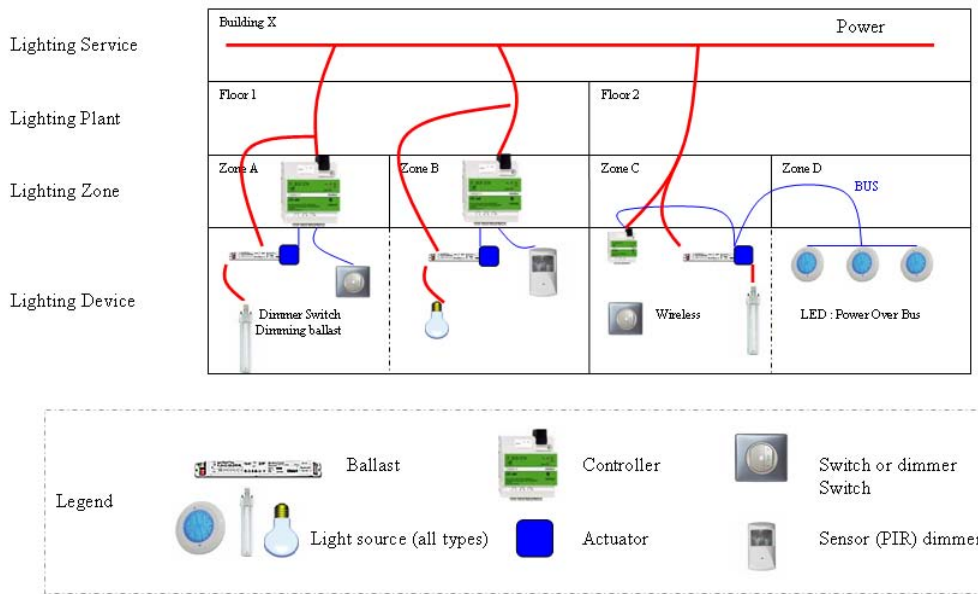 Building X
Power
Lighting Service
Floor 1
Floor 2
Lighting Plant
Zone A
Zone B
Zone C
Zone D
Lighting Zone
BUS
Lighting Device
Dimmer Switch
Dimming ballast
Wireless
LED : Power Over Bus
Legend
Ballast
Controller
Switch or dimmer
Switch
Light source (all types)
Actuator
Sensor (PIR) dimmer